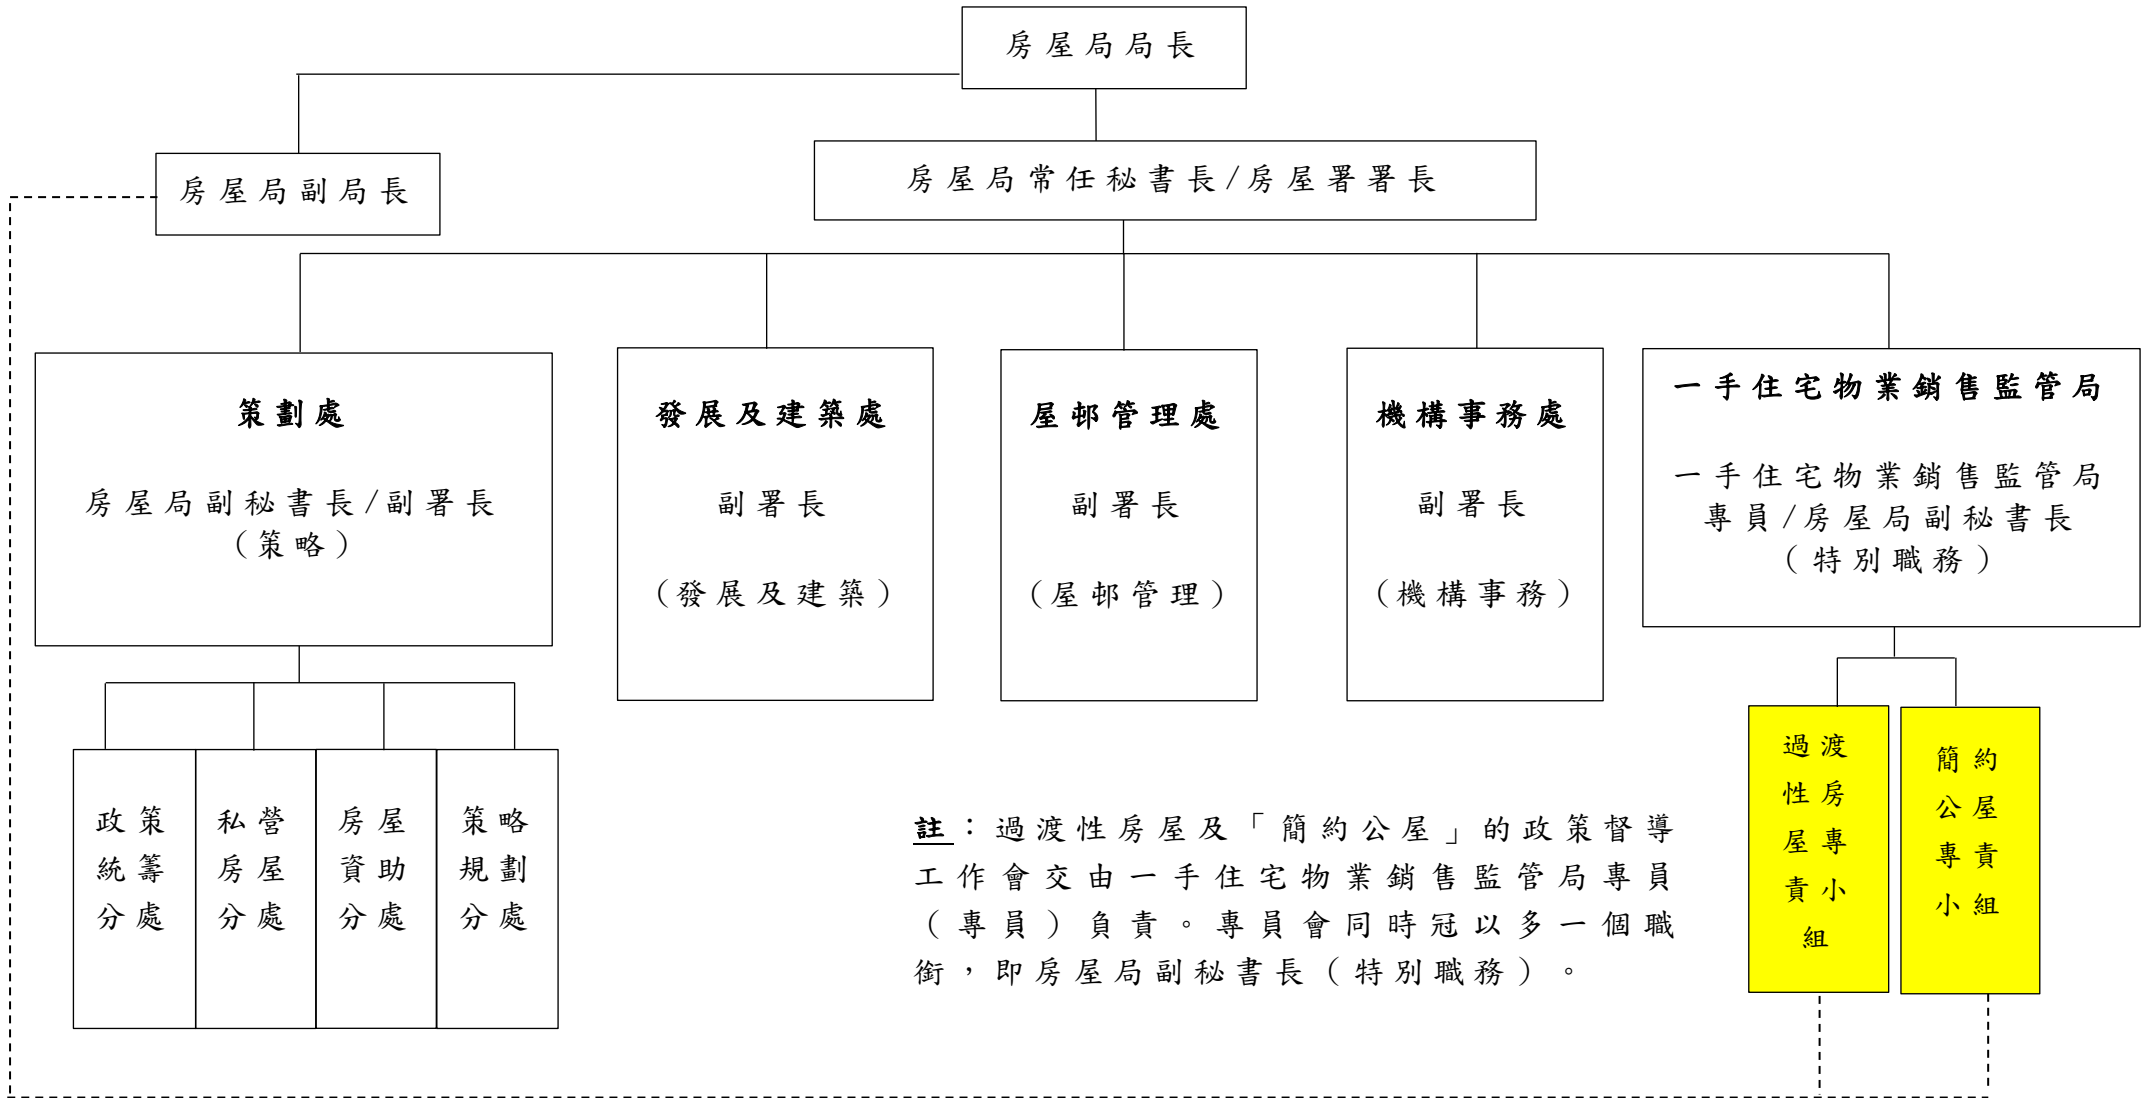 房屋局局長
房屋局副局長
房屋局常任秘書長/房屋署署長
策劃處
房屋局副秘書長/副署長
（策略）
發展及建築處
副署長
（發展及建築）
屋邨管理處
副署長
（屋邨管理）
機構事務處
副署長
（機構事務）
一手住宅物業銷售監管局
一手住宅物業銷售監管局
專員/房屋局副秘書長
（特別職務）
政策
統籌
分處
私營
房屋
分處
房屋
資助
分處
策略
規劃
分處
過渡
性房
屋專
責小
組
簡約
公屋
專責
小組
註：過渡性房屋及「簡約公屋」的政策督導
工作會交由一手住宅物業銷售監管局專員
（專員）負責。專員會同時冠以多一個職
銜，即房屋局副秘書長（特別職務）。